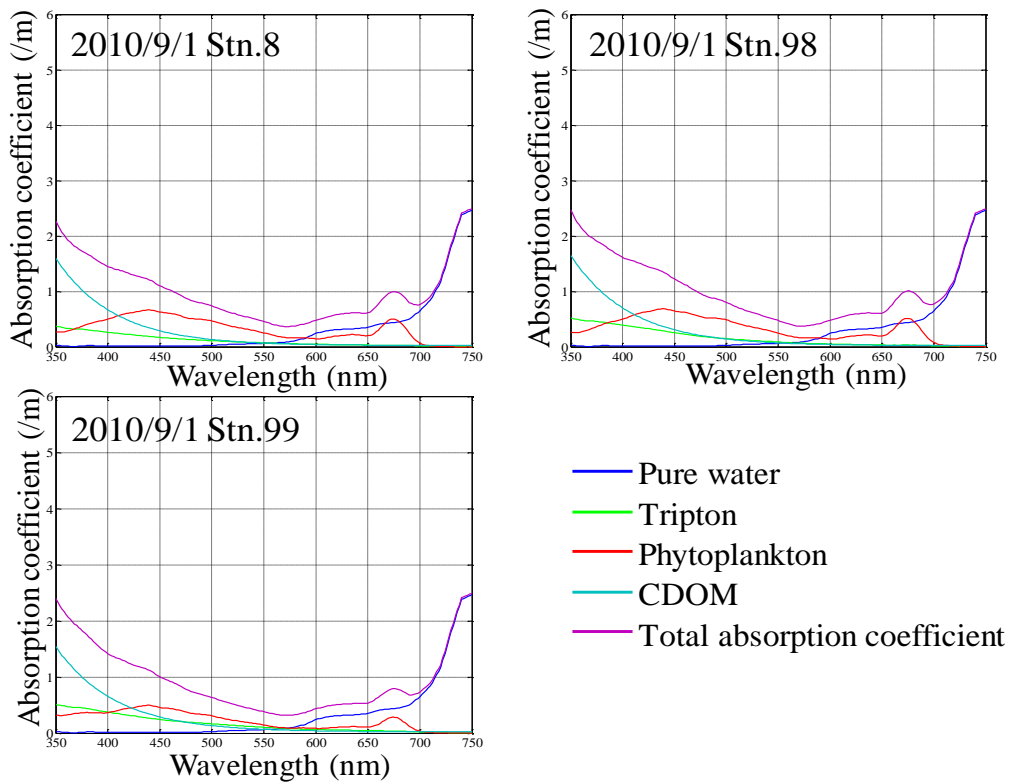 2010/9/1 Stn.8
Absorption coefficient (/m)
6
5
4
3
2
1
0
350 400 450 500 550 600 650 700 750
Wavelength (nm)
2010/9/1 Stn.98
Absorption coefficient (/m)
6
5
4
3
2
1
0
350 400 450 500 550 600 650 700 750
Wavelength (nm)
2010/9/1 Stn.99
Absorption coefficient (/m)
6
5
4
3
2
1
0
350 400 450 500 550 600 650 700 750
Wavelength (nm)
Pure water
Tripton
Phytoplankton
CDOM
Total absorption coefficient